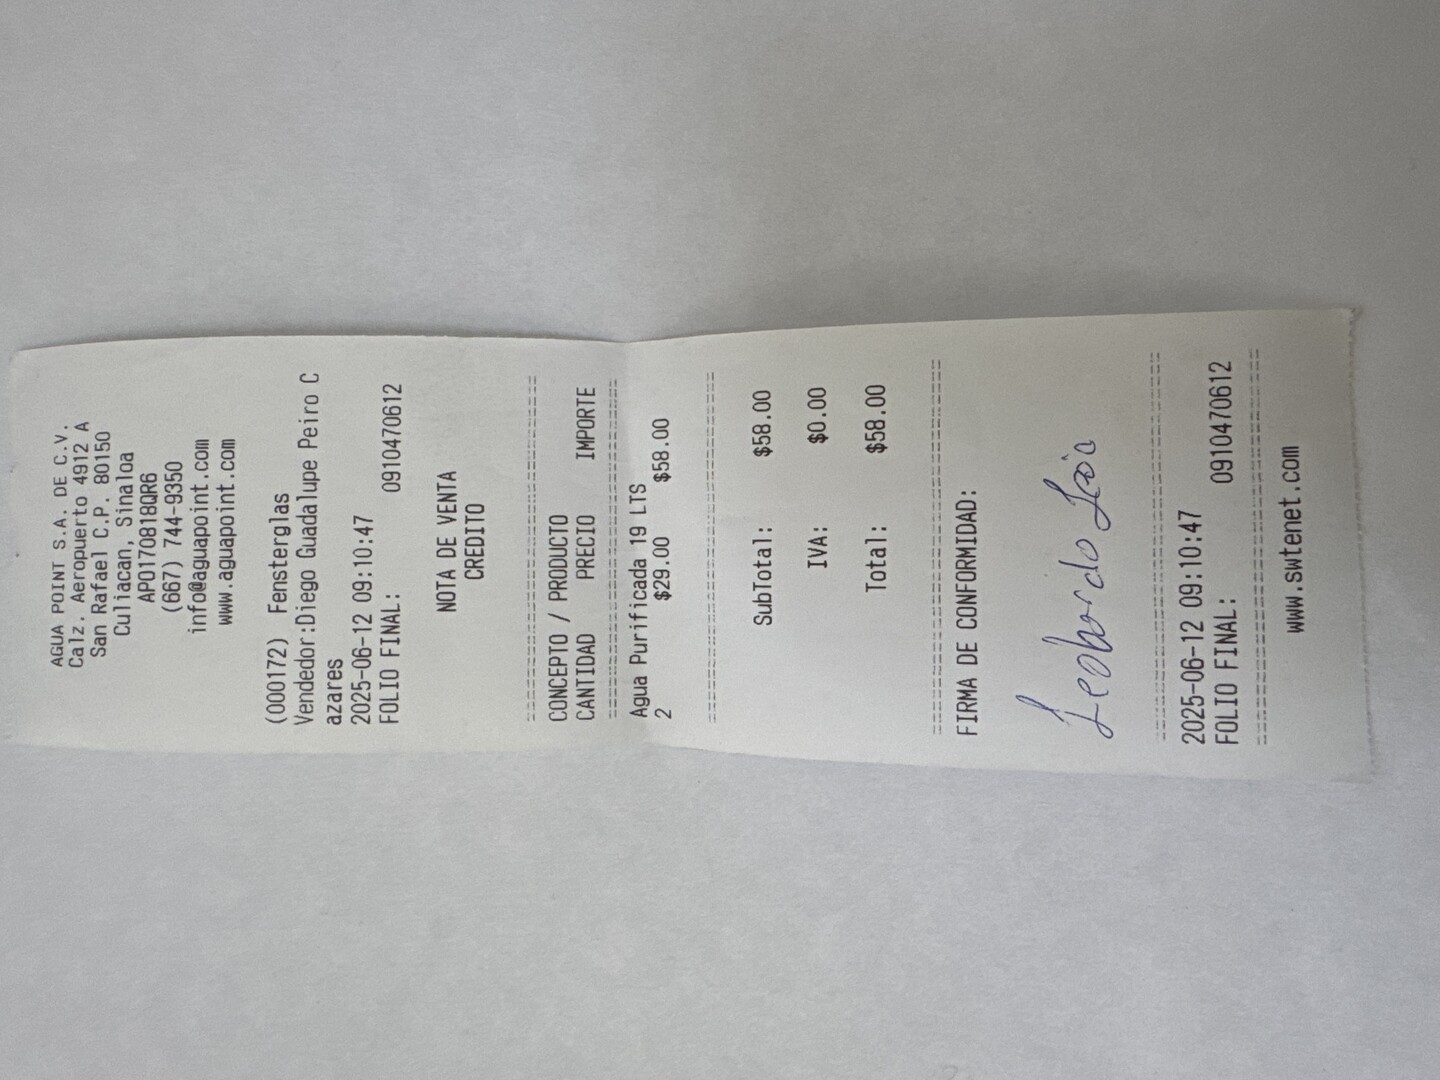 AGUA POINT S.A. DE C.V.
Calz. Aeropuerto 4912 A
San Rafael C.P. 80150
Culiacan, Sinaloa
APO170818QR6
(667) 744-9350
info@aguapoint.com
www.aguapoint.com
(000172) Fensterglas
Vendedor:Diego Guadalupe Peiro C
azares
2025-06-12 09:10:47
FOLIO FINAL: 0910470612
NOTA DE VENTA
CREDITO
CONCEPTO / PRODUCTO
CANTIDAD PRECIO IMPORTE
Agua Purificada 19 LTS
2 $29.00 $58.00
SubTotal: $58.00
IVA: $0.00
Total: $58.00
FIRMA DE CONFORMIDAD:
Leobardo
2025-06-12 09:10:47
FOLIO FINAL: 0910470612
www.swtenet.com